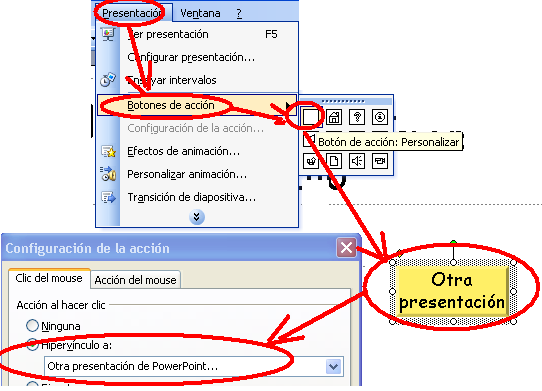 Presentación Ventana ?
Ver presentación F5
Configurar presentación...
Ensayar intervalos
Botones de acción
Configuración de la acción...
Botón de acción: Personalizar
Efectos de animación...
Personalizar animación...
Transición de diapositiva...
Configuración de la acción
Clic del mouse Acción del mouse
Otra
presentación
Acción al hacer clic
Ninguna
Hipervínculo a:
Otra presentación de PowerPoint...